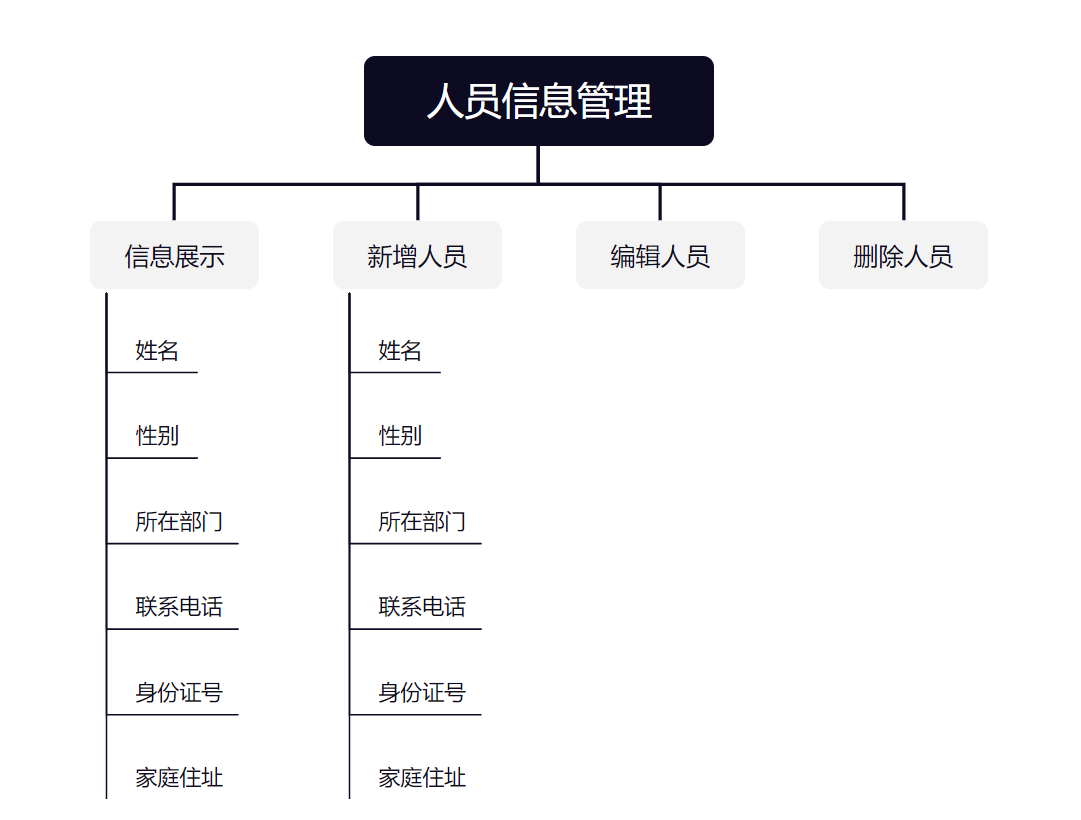 人员信息管理
信息展示
新增人员
编辑人员
删除人员
姓名
姓名
性别
性别
所在部门
所在部门
联系电话
联系电话
身份证号
身份证号
家庭住址
家庭住址